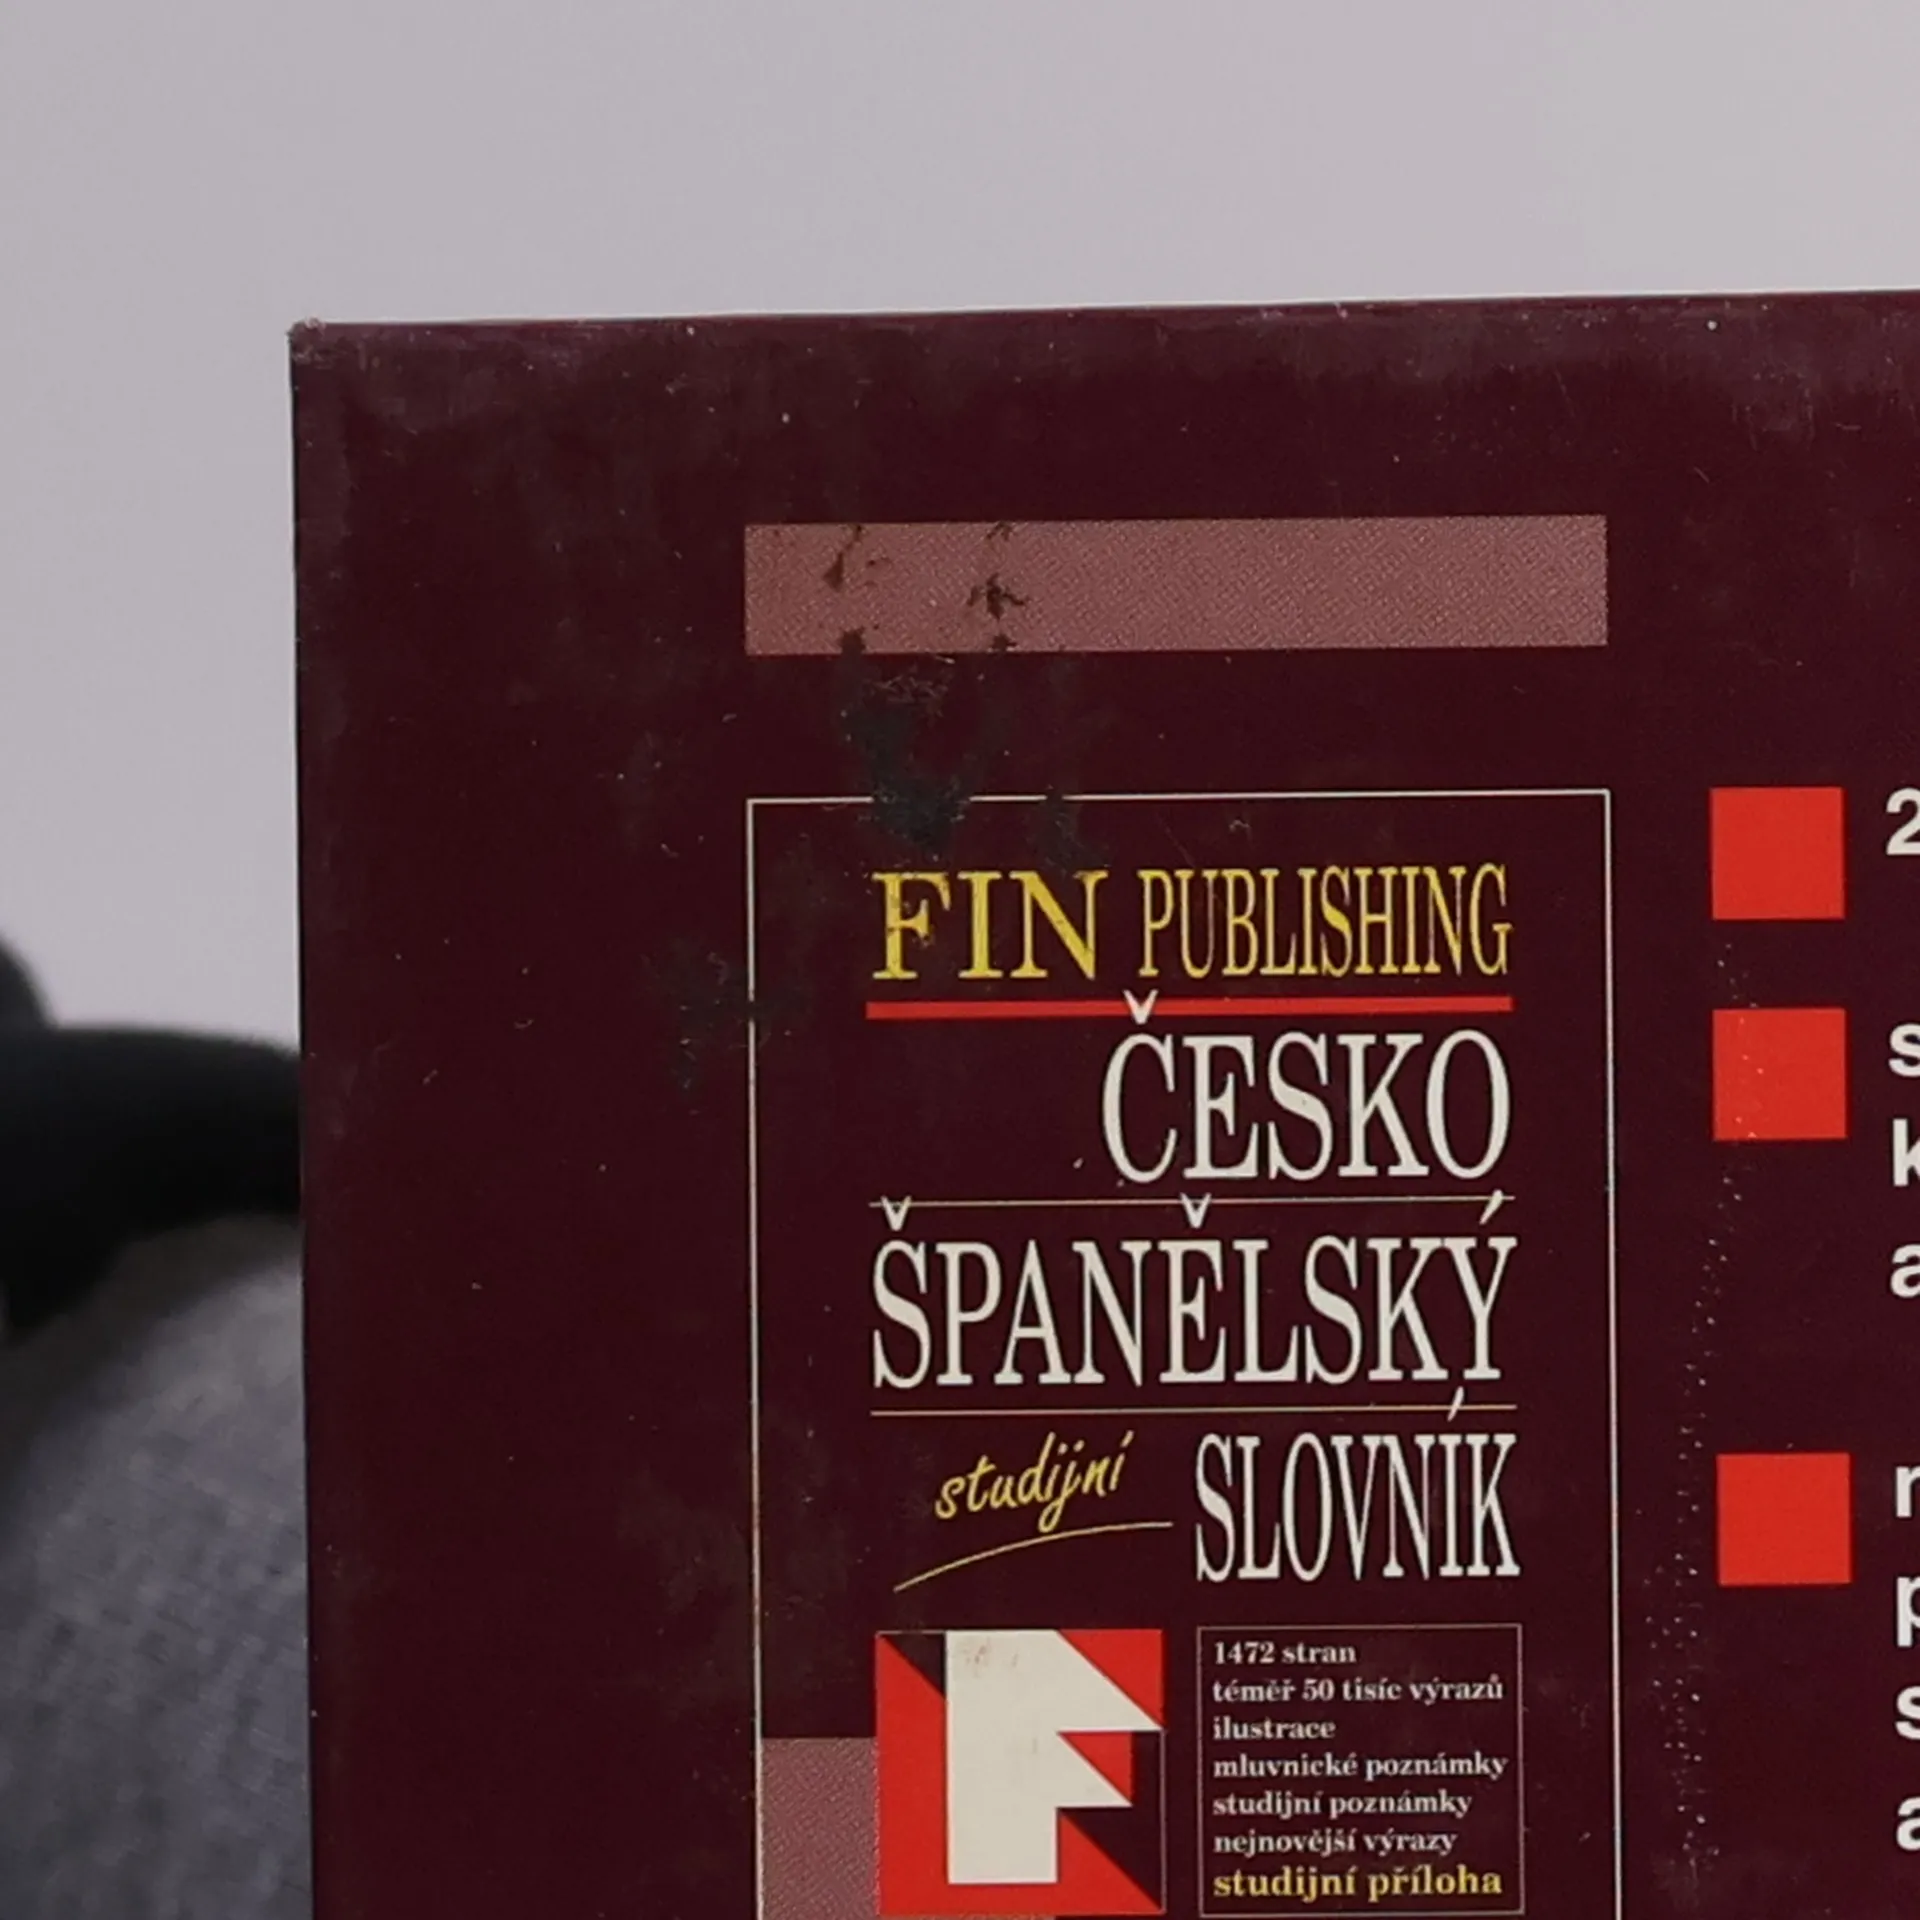 FIN PUBLISHING
ČESKO
ŠPANĚLSKÝ
studijní SLOVNÍK
1472 stran
téměř 50 tisíc výrazů
ilustrace
mluvnické poznámky
studijní poznámky
nejnovější výrazy
studijní příloha
2
s
k
a
p
s
a